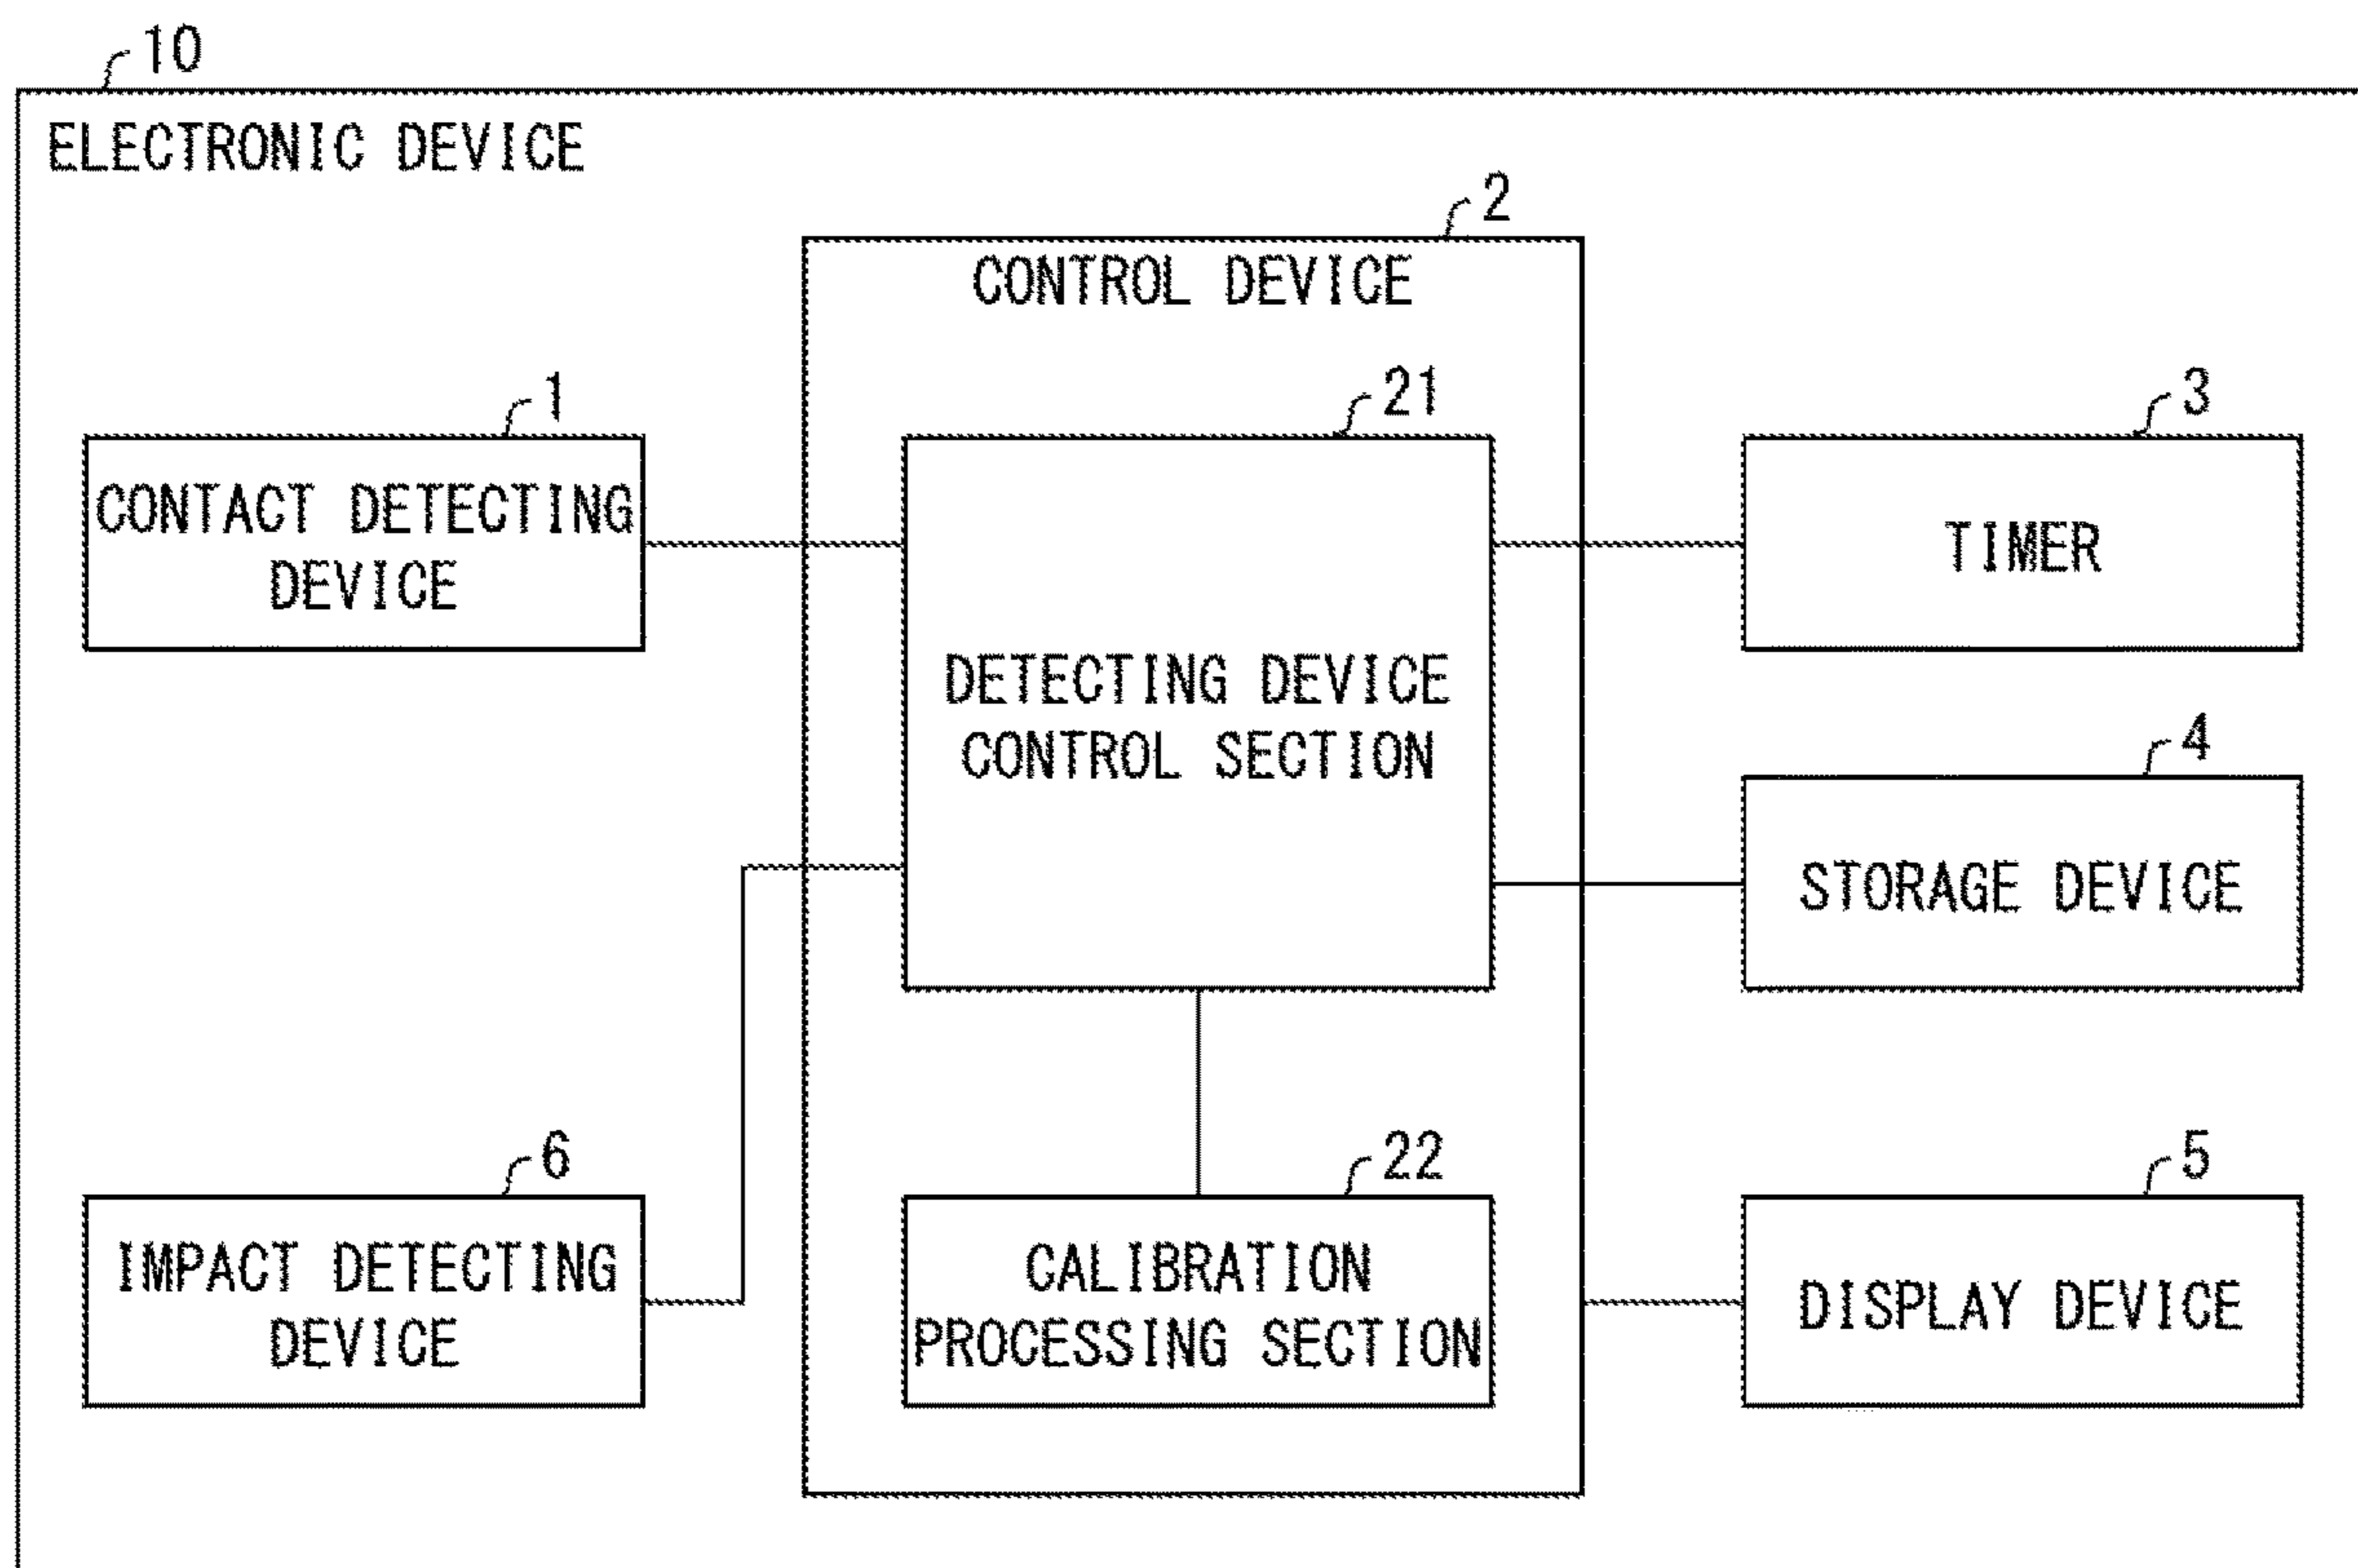 10
ELECTRONIC DEVICE
2
CONTROL DEVICE
1
CONTACT DETECTING
DEVICE
21
DETECTING DEVICE
CONTROL SECTION
3
TIMER
4
STORAGE DEVICE
6
IMPACT DETECTING
DEVICE
22
CALIBRATION
PROCESSING SECTION
5
DISPLAY DEVICE